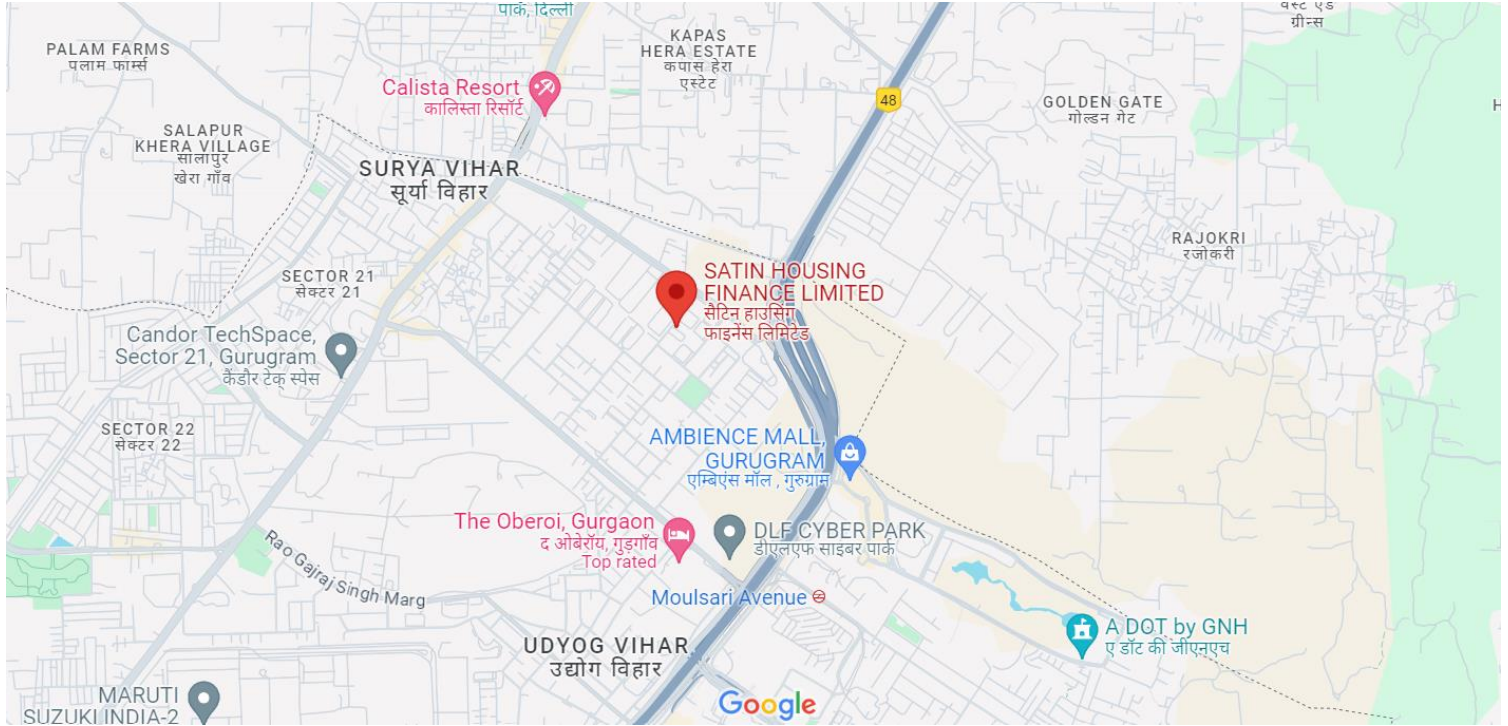 पार्क, दिल्ली
वेस्ट एंड
ग्रीन्स
PALAM FARMS
पलाम फार्म्स
KAPAS
HERA ESTATE
कपास हेरा
एस्टेट
Calista Resort
कालिस्ता रिसॉर्ट
48
GOLDEN GATE
गोल्डन गेट
H
SALAPUR
KHERA VILLAGE
सालापुर
खेरा गाँव
SURYA VIHAR
सूर्या विहार
RAJOKRI
रजोकरी
SECTOR 21
सेक्टर 21
SATIN HOUSING
FINANCE LIMITED
सैटिन हाउसिंग
फाइनेंस लिमिटेड
Candor TechSpace,
Sector 21, Gurugram
कैंडौर टेक् स्पेस
SECTOR 22
सेक्टर 22
AMBIENCE MALL,
GURUGRAM
एम्बिएंस मॉल , गुरुग्राम
The Oberoi, Gurgaon
द ओबेरॉय, गुड़गाँव
Top rated
DLF CYBER PARK
डीएलएफ साइबर पार्क
Rao Gajraj Singh Marg
Moulsari Avenue
A DOT by GNH
ए डॉट की जीएनएच
UDYOG VIHAR
उद्योग विहार
MARUTI
SUZUKI INDIA-2
Google